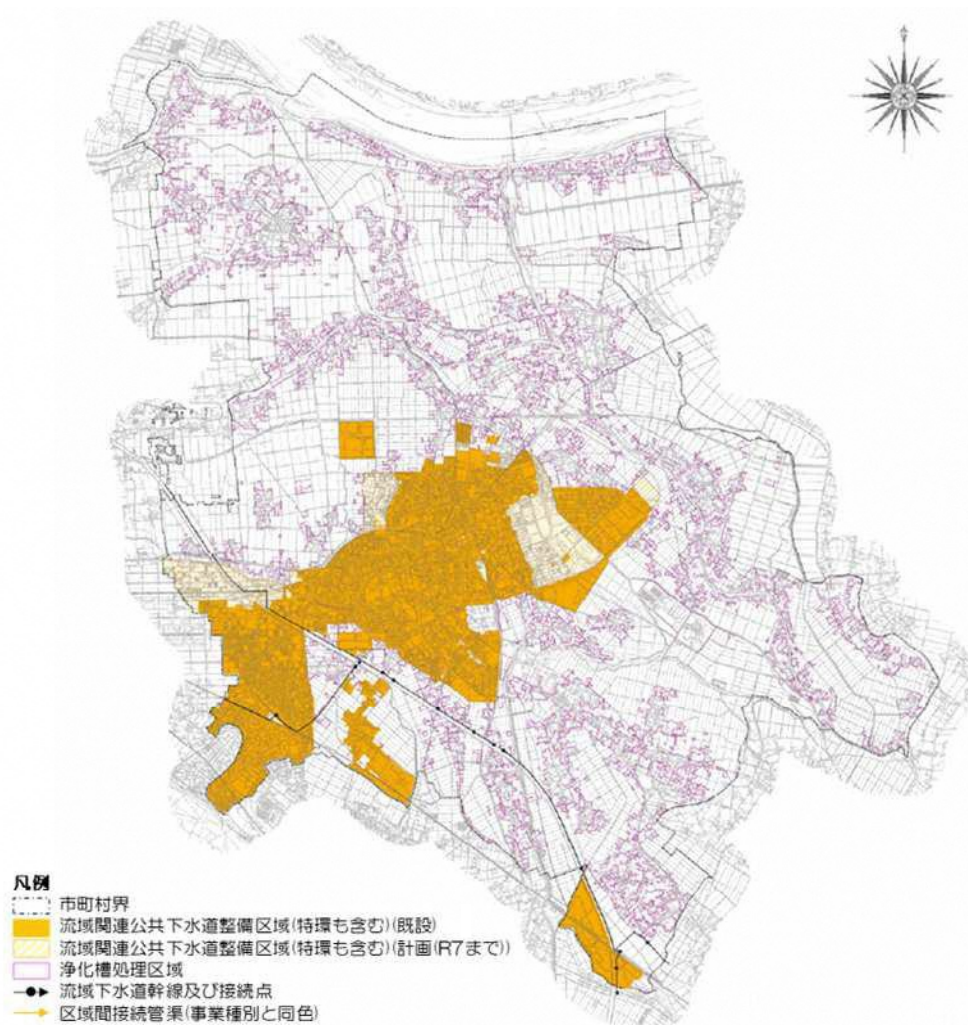 凡例
市町村界
流域関連公共下水道整備区域(特環も含む)(既設)
流域関連公共下水道整備区域(特環も含む)(計画(R7まで))
浄化槽処理区域
流域下水道幹線及び接続点
区域間接続管渠(事業種別と同色)